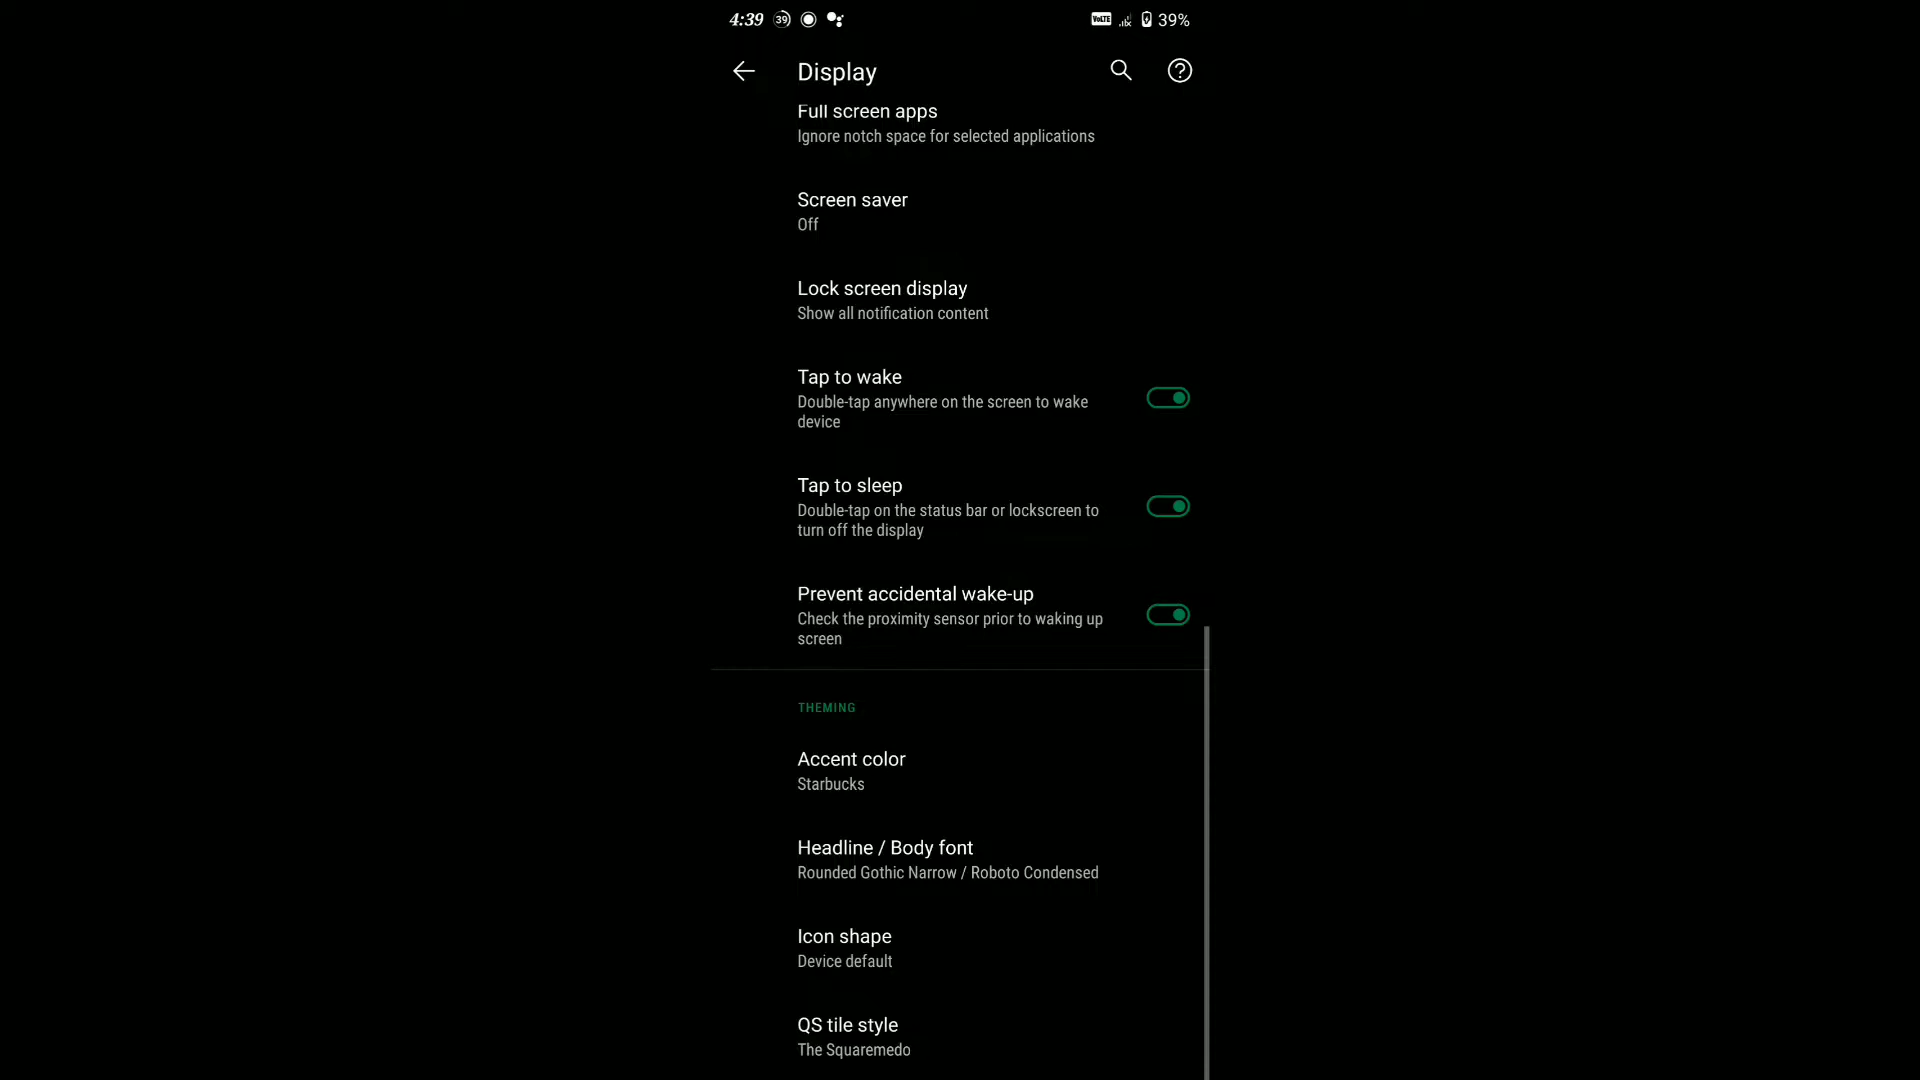 4:39 39 VoLTE 39%
Display
Full screen apps
Ignore notch space for selected applications
Screen saver
Off
Lock screen display
Show all notification content
Tap to wake
Double-tap anywhere on the screen to wake
device
Tap to sleep
Double-tap on the status bar or lockscreen to
turn off the display
Prevent accidental wake-up
Check the proximity sensor prior to waking up
screen
THEMING
Accent color
Starbucks
Headline / Body font
Rounded Gothic Narrow / Roboto Condensed
Icon shape
Device default
QS tile style
The Squaremedo